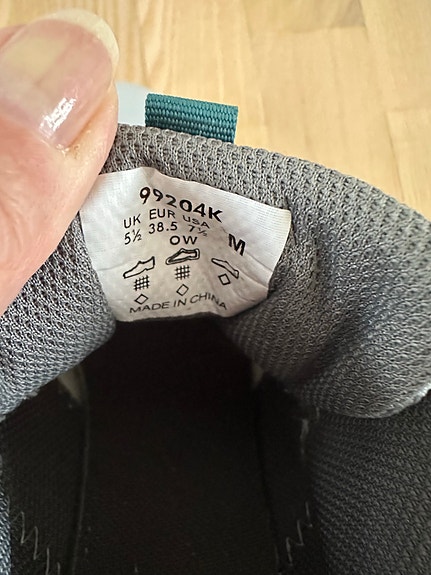 99204K
UK EUR USA
5½ 38.5 7½
OW M
MADE IN CHINA